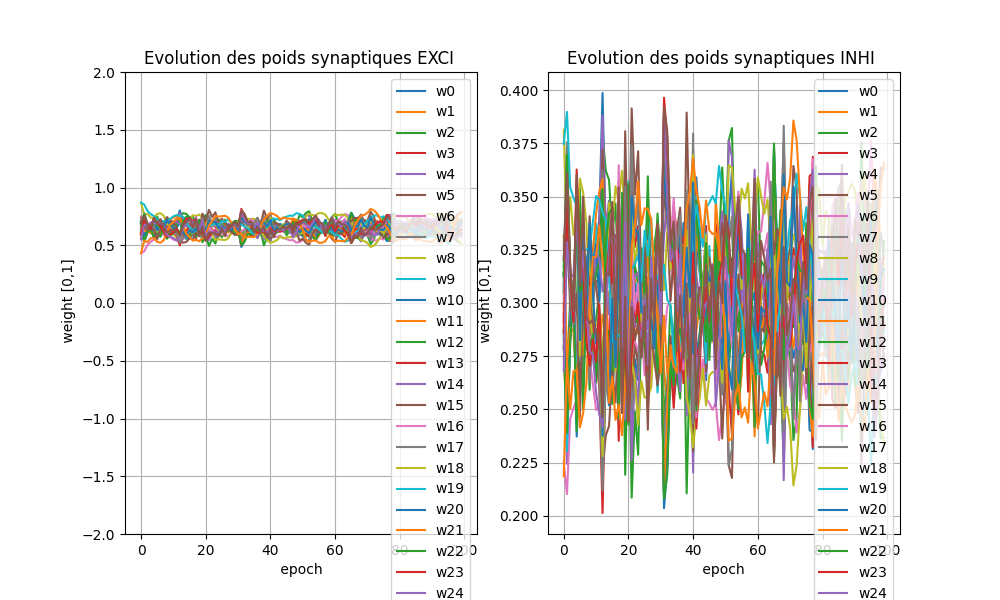 Evolution des poids synaptiques EXCI
weight [0,1]
2.0
1.5
1.0
0.5
0.0
−0.5
−1.0
−1.5
−2.0
0 20 40 60 80 100
epoch
w0
w1
w2
w3
w4
w5
w6
w7
w8
w9
w10
w11
w12
w13
w14
w15
w16
w17
w18
w19
w20
w21
w22
w23
w24
Evolution des poids synaptiques INHI
weight [0,1]
0.400
0.375
0.350
0.325
0.300
0.275
0.250
0.225
0.200
0 20 40 60 80 100
epoch
w0
w1
w2
w3
w4
w5
w6
w7
w8
w9
w10
w11
w12
w13
w14
w15
w16
w17
w18
w19
w20
w21
w22
w23
w24